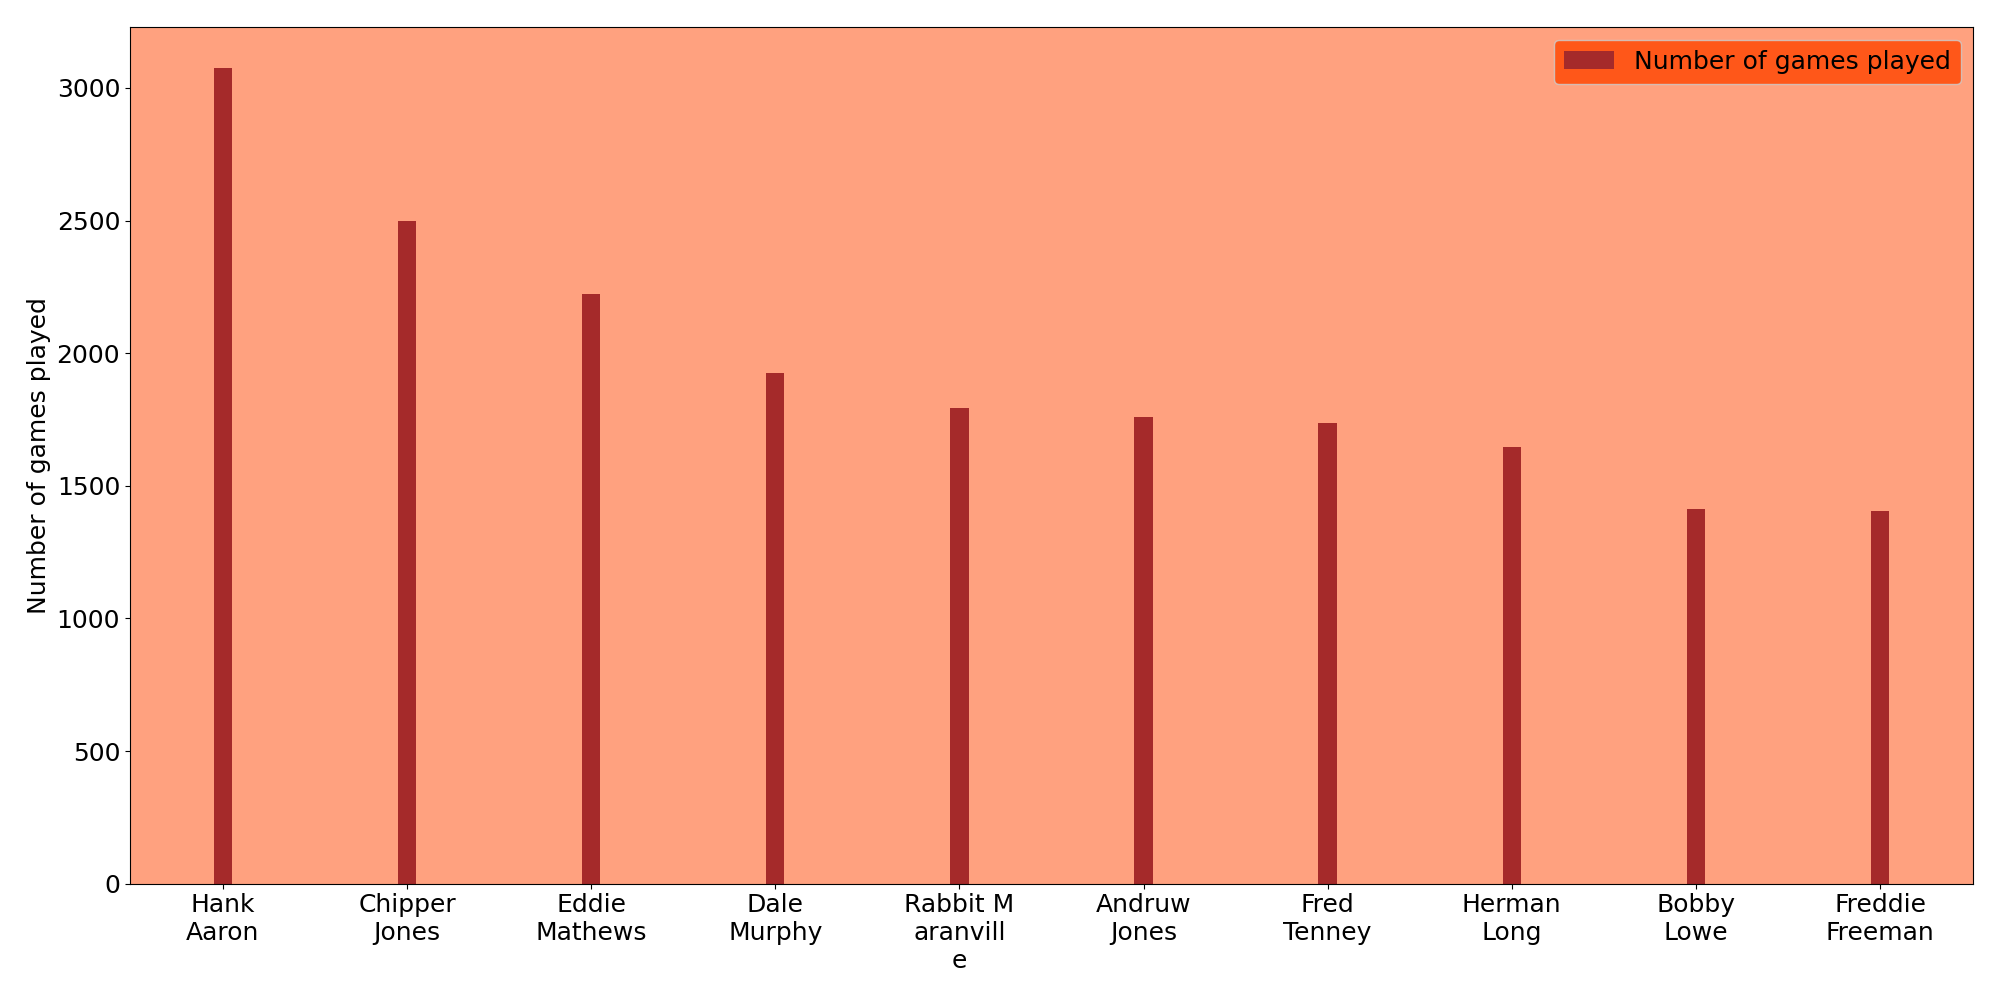 Number of games played
3000
2500
2000
1500
1000
500
0
Number of games played
Hank
Aaron
Chipper
Jones
Eddie
Mathews
Dale
Murphy
Rabbit M
aranvill
e
Andruw
Jones
Fred
Tenney
Herman
Long
Bobby
Lowe
Freddie
Freeman